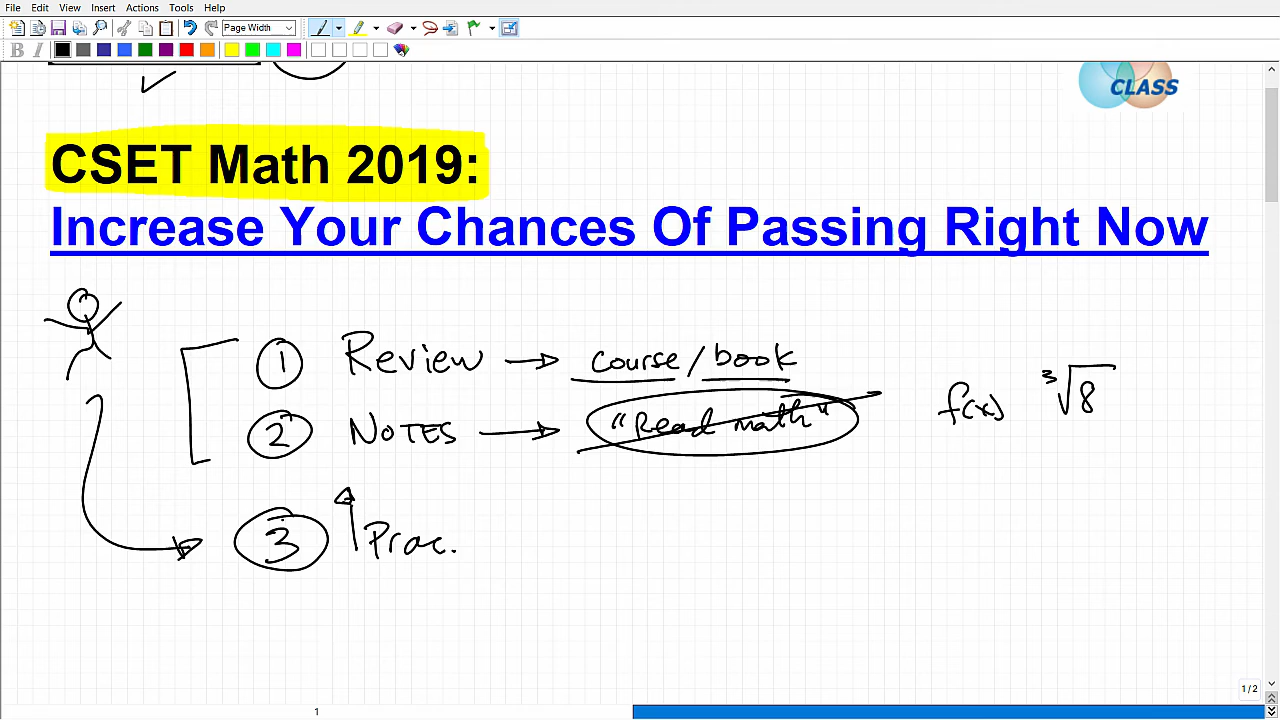 File Edit View Insert Actions Tools Help
Page Width
B I
CLASS
CSET Math 2019:
Increase Your Chances Of Passing Right Now
1 Review → course/book
2 NOTES → "Read math" f(x) ³√8
3 ↑ Prac.
1/2
1